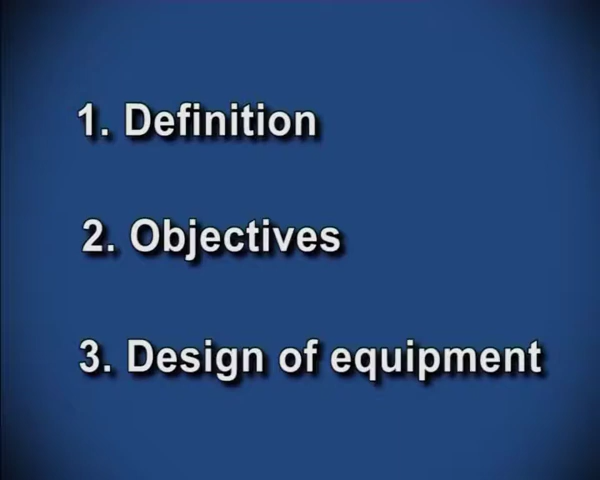 1. Definition
2. Objectives
3. Design of equipment